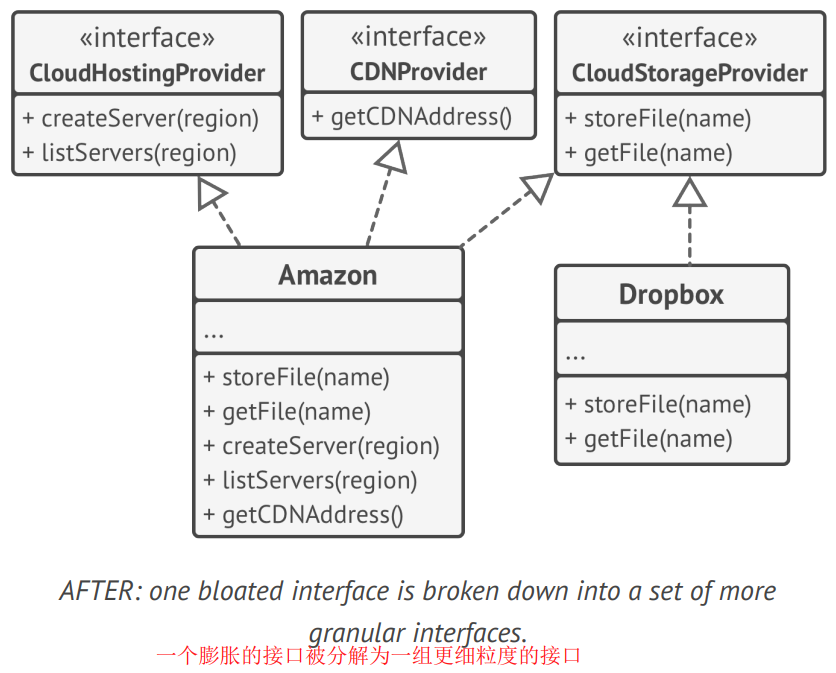 «interface»
CloudHostingProvider
+ createServer(region)
+ listServers(region)
«interface»
CDNProvider
+ getCDNAddress()
«interface»
CloudStorageProvider
+ storeFile(name)
+ getFile(name)
Amazon
...
+ storeFile(name)
+ getFile(name)
+ createServer(region)
+ listServers(region)
+ getCDNAddress()
Dropbox
...
+ storeFile(name)
+ getFile(name)
AFTER: one bloated interface is broken down into a set of more
granular interfaces.
一个膨胀的接口被分解为一组更细粒度的接口